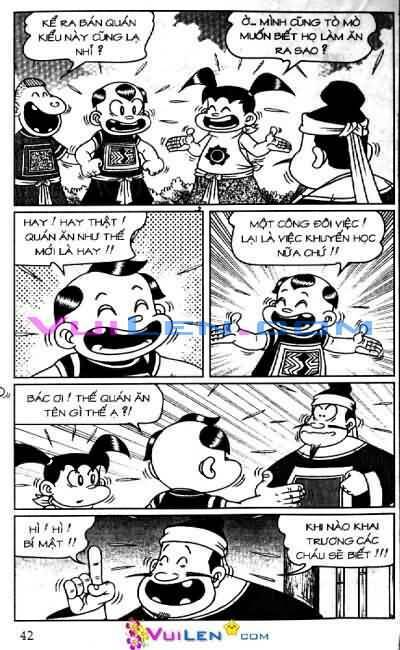 KỂ RA BÁN QUÁN
KIỂU NÀY CŨNG LẠ
NHỈ ?
Ờ... MÌNH CŨNG TÒ MÒ
MUỐN BIẾT HỌ LÀM ĂN
RA SAO ?
HAY ! HAY THẬT !
QUÁN ĂN NHƯ THẾ
MỚI LÀ HAY !!
MỘT CÔNG ĐÔI VIỆC !
LẠI LÀ VIỆC KHUYẾN HỌC
NỮA CHỨ !!
VUILEN.COM
BÁC ƠI ! THẾ QUÁN ĂN
TÊN GÌ THẾ Ạ ?!
HÌ ! HÌ !
BÍ MẬT !!
KHI NÀO KHAI
TRƯƠNG CÁC
CHÁU SẼ BIẾT !!!
42
VUILEN.COM